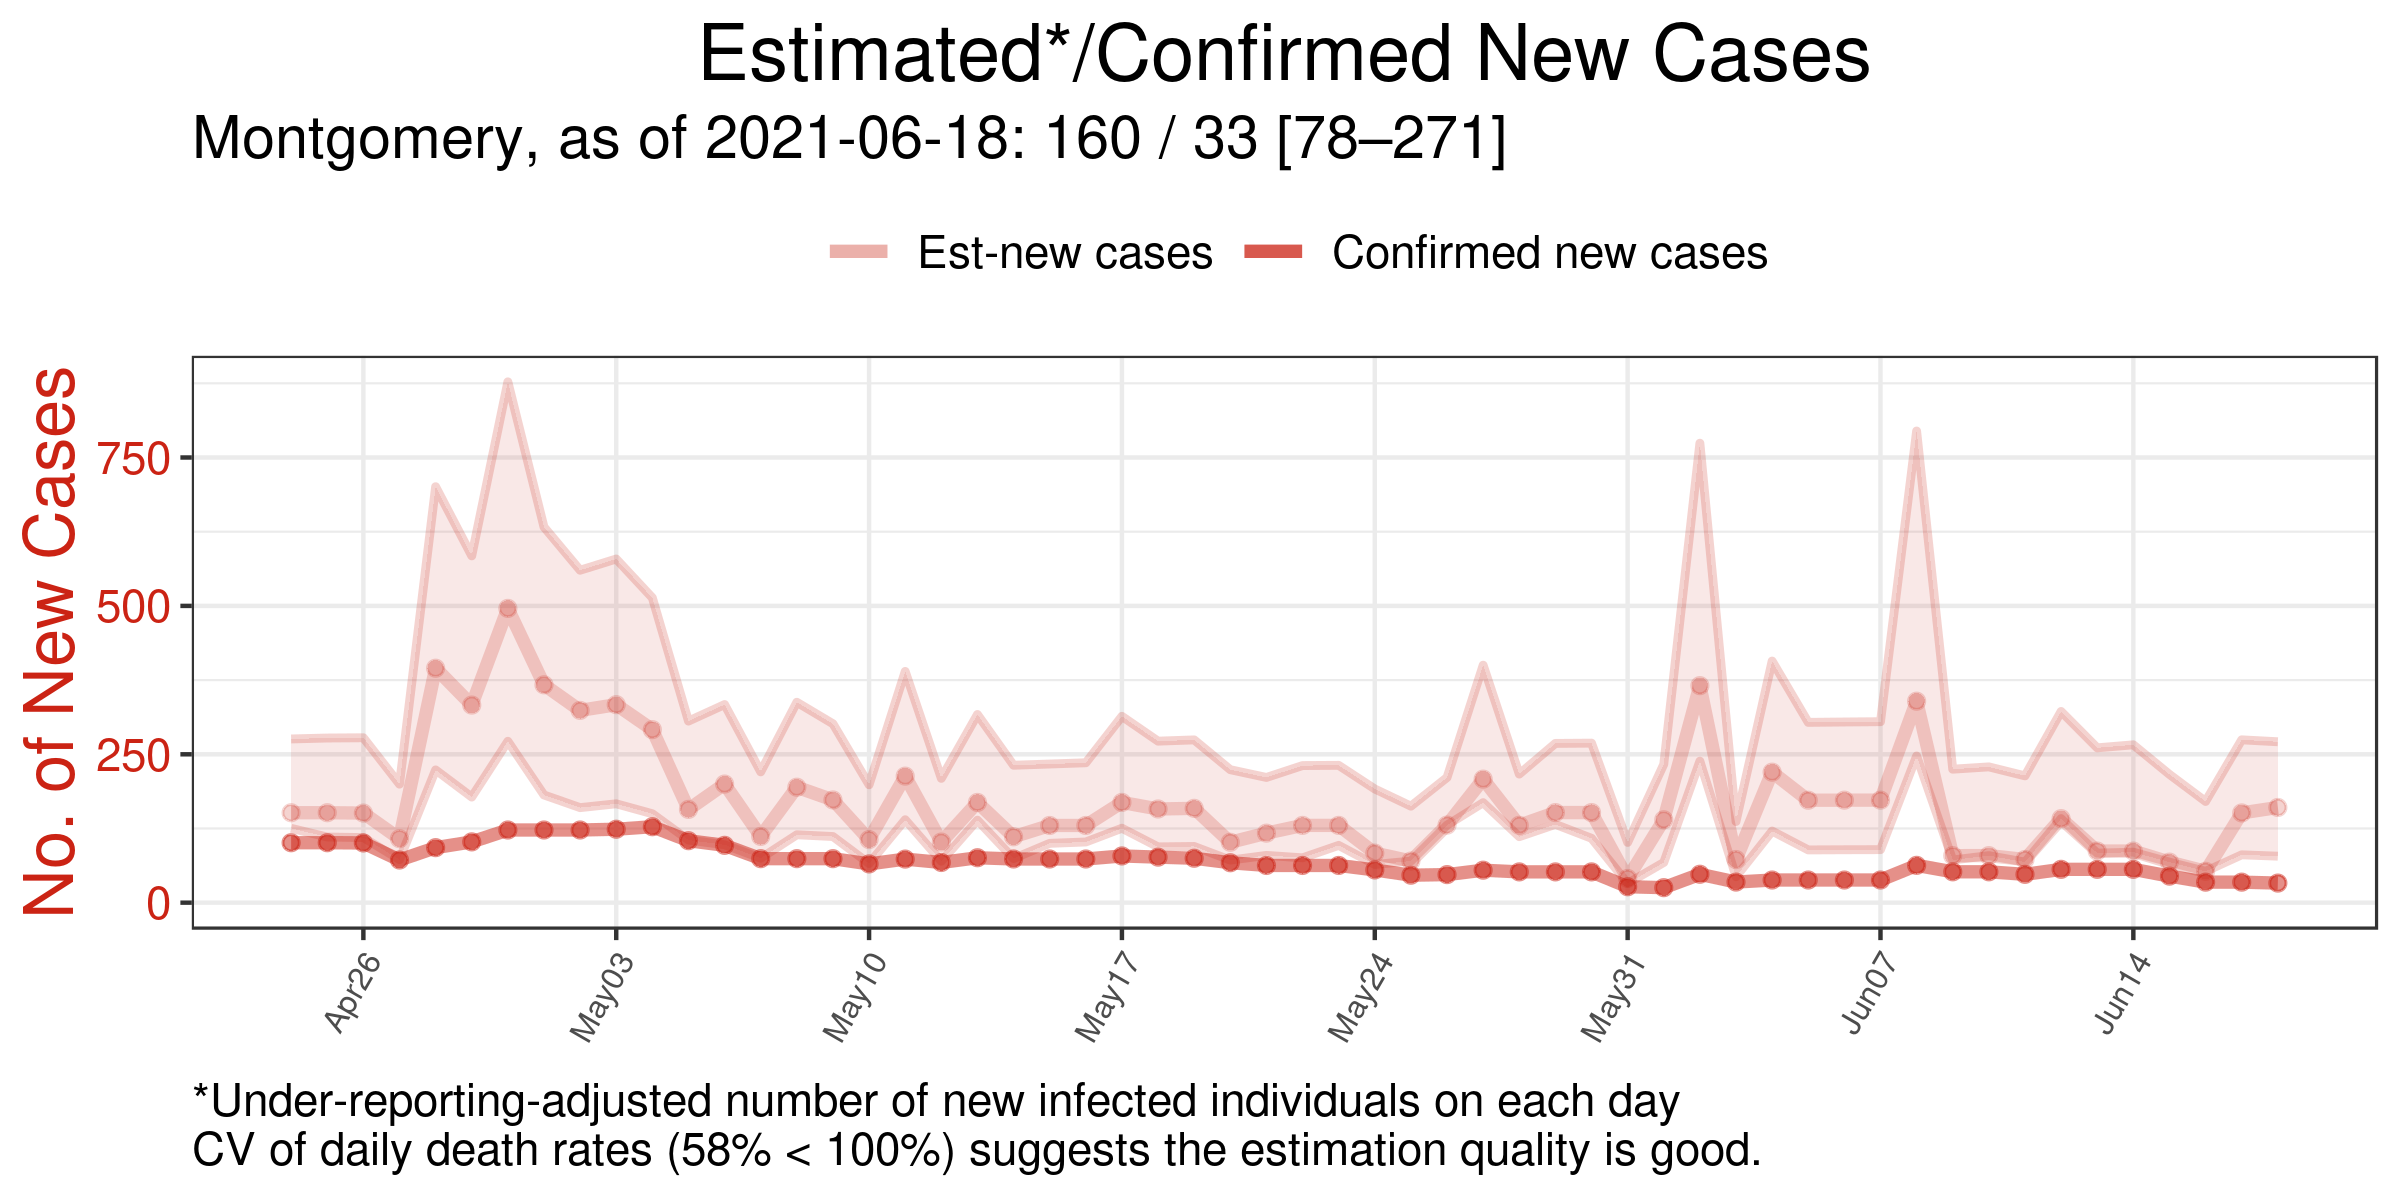 Estimated*/Confirmed New Cases
Montgomery, as of 2021-06-18: 160 / 33 [78–271]
Est-new cases
Confirmed new cases
No. of New Cases
750
500
250
0
Apr26
May03
May10
May17
May24
May31
Jun07
Jun14
*Under-reporting-adjusted number of new infected individuals on each day
CV of daily death rates (58% < 100%) suggests the estimation quality is good.